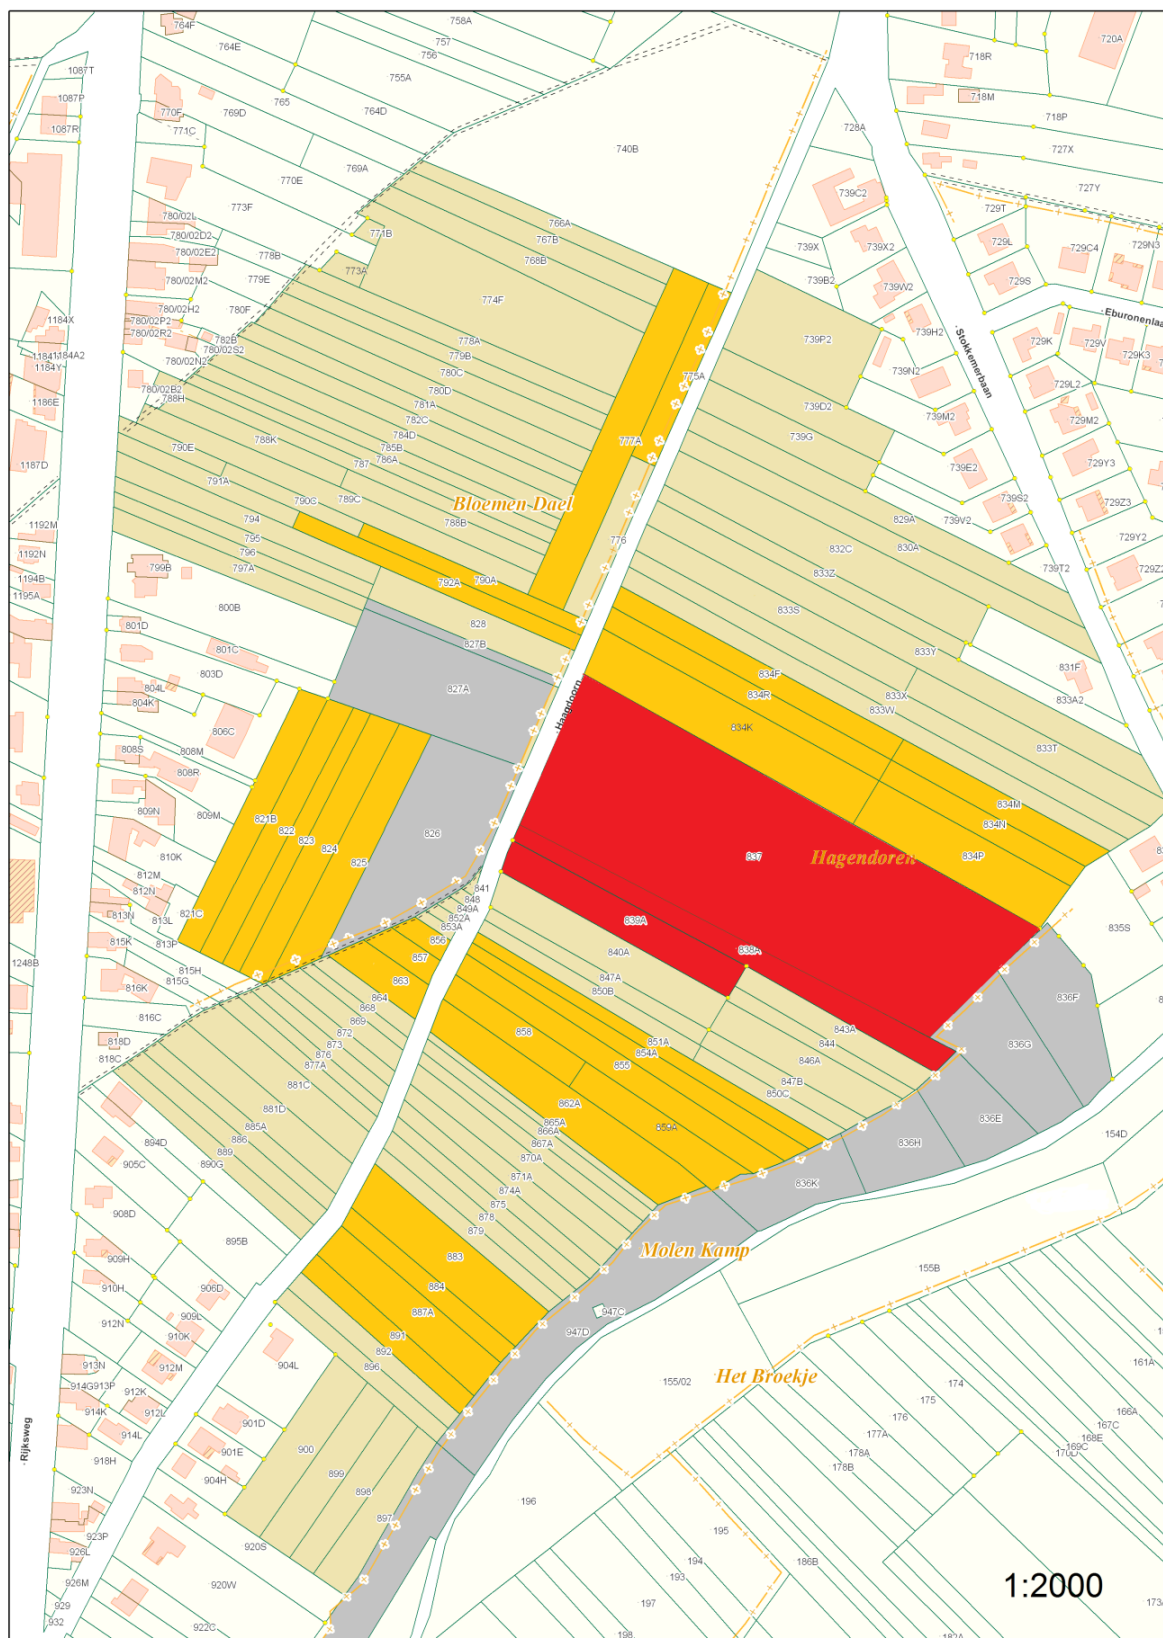 764F
758A
757
756
764E
755A
765
764D
769D
770F
771C
769A
770E
773F
1087T
1087P
1087R
740B
728A
718R
718M
718P
727X
727Y
720A
739C2
739X
739X2
739B2
739W2
739H2
739P2
739N2
739D2
739M2
739G
739E2
739S2
739V2
739T2
729T
729L
729C4
729N3
729S
· Eburonenlaan
729K
729V
729K3
729L2
729M2
729Y3
729Z3
729Y2
729Z2
· Stokkemerbaan
766A
767B
768B
771B
773A
774F
775A
777A
776
778A
779B
780C
780D
781A
782C
784D
785B
786A
787
788B
788K
789C
790C
790E
791A
794
795
796
797A
792A
790A
828
827B
827A
826
780/02L
780/02D2
780/02E2
780/02M2
778B
779E
780/02H2
780F
780/02P2
780/02R2
782B
780/02S2
780/02N2
780/02B2
788H
1184X
1184A2
1184Y
1186E
1187D
1192M
1192N
1194B
1195A
Bloemen Dael
799B
800B
801D
801C
803D
804L
804K
806C
808S
808M
808R
809N
809M
810K
812M
812N
813L
813N
813P
815K
815H
815G
816K
816C
818D
818C
1248B
821B
822
823
824
825
821C
· Haagdoorn
829A
830A
832C
833Z
833S
833Y
833X
833W
833T
831F
833A2
834F
834R
834K
834M
834N
834P
837
Hagendoren
839A
838A
835S
836F
836G
836E
836H
836K
840A
841
848
849A
852A
853A
856
857
847A
850B
851A
854A
843A
844
846A
847B
850C
863
864
868
869
872
873
876
877A
858
855
862A
859A
865A
866A
867A
870A
871A
874A
875
878
879
881C
881D
885A
886
889
890G
894D
905C
908D
895B
909H
910H
912N
906D
909L
910K
912M
913N
914G
913P
912K
912L
914K
914L
918H
904L
901D
901E
904H
923N
923P
926L
926M
929
932
920S
920W
922C
883
884
887A
891
892
896
900
899
898
897
Molen Kamp
947C
947D
154D
155B
Het Broekje
155/02
174
175
176
177A
178A
178B
161A
166A
167C
168E
169C
170D
196
195
194
193
197
198
186B
182A
· Rijksweg
1:2000